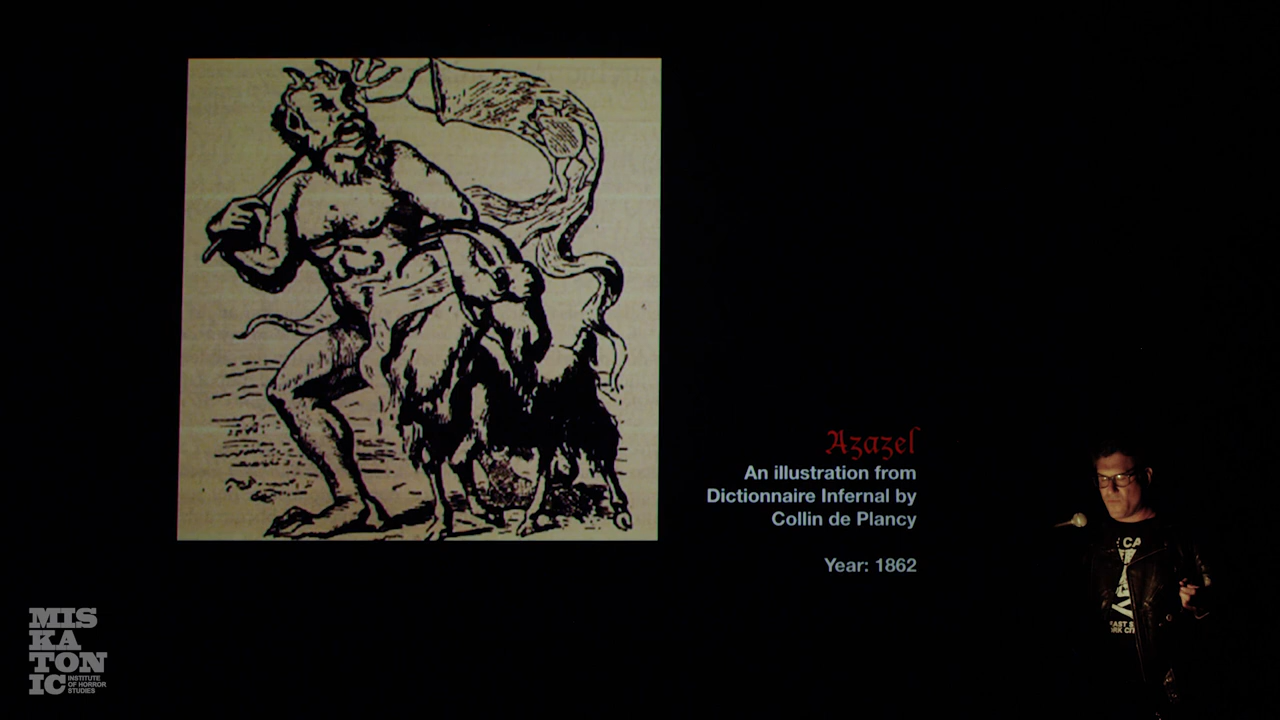 Azazel
An illustration from
Dictionnaire Infernal by
Collin de Plancy
Year: 1862
MIS
KA
TON
IC INSTITUTE
OF HORROR
STUDIES